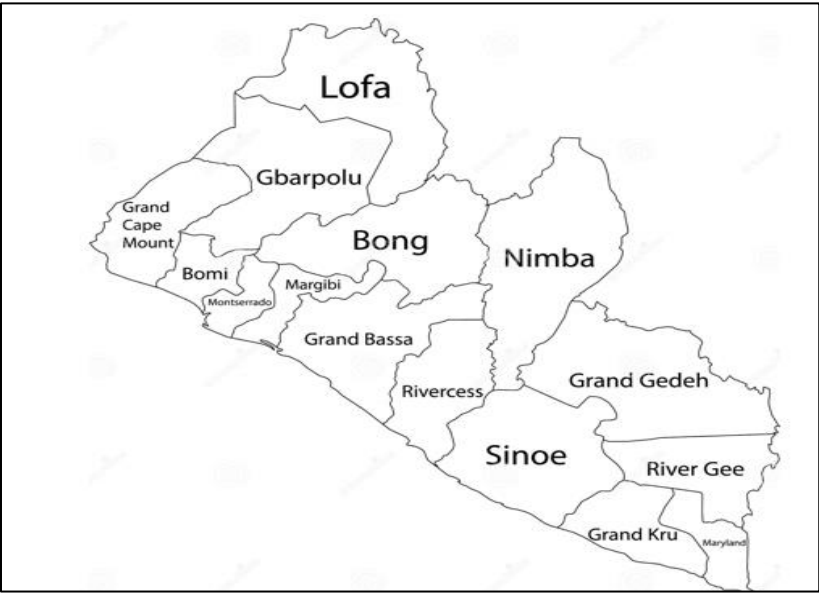 Lofa
Gbarpolu
Grand
Cape
Mount
Bong
Nimba
Bomi
Margibi
Montserrado
Grand Bassa
Grand Gedeh
Rivercess
Sinoe
River Gee
Grand Kru
Maryland